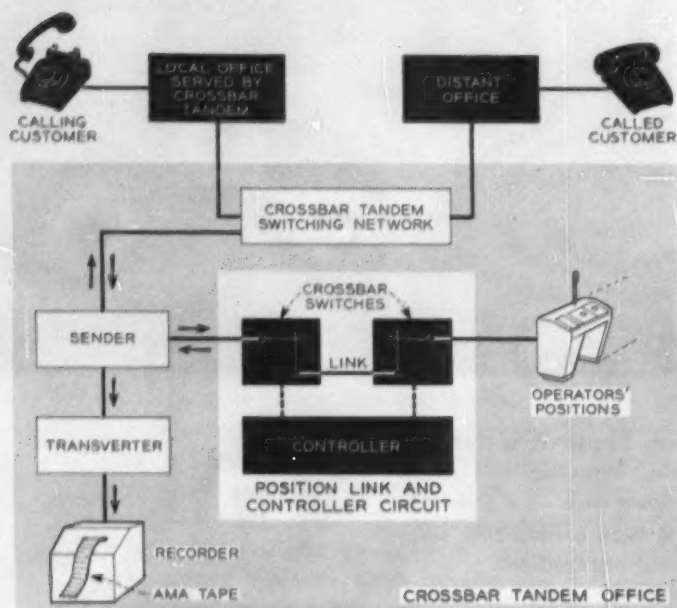 LOCAL OFFICE
SERVED BY
CROSSBAR
TANDEM
DISTANT
OFFICE
CALLING
CUSTOMER
CALLED
CUSTOMER
CROSSBAR TANDEM
SWITCHING NETWORK
CROSSBAR
SWITCHES
SENDER
LINK
OPERATORS'
POSITIONS
TRANSVERTER
CONTROLLER
POSITION LINK AND
CONTROLLER CIRCUIT
RECORDER
AMA TAPE
CROSSBAR TANDEM OFFICE